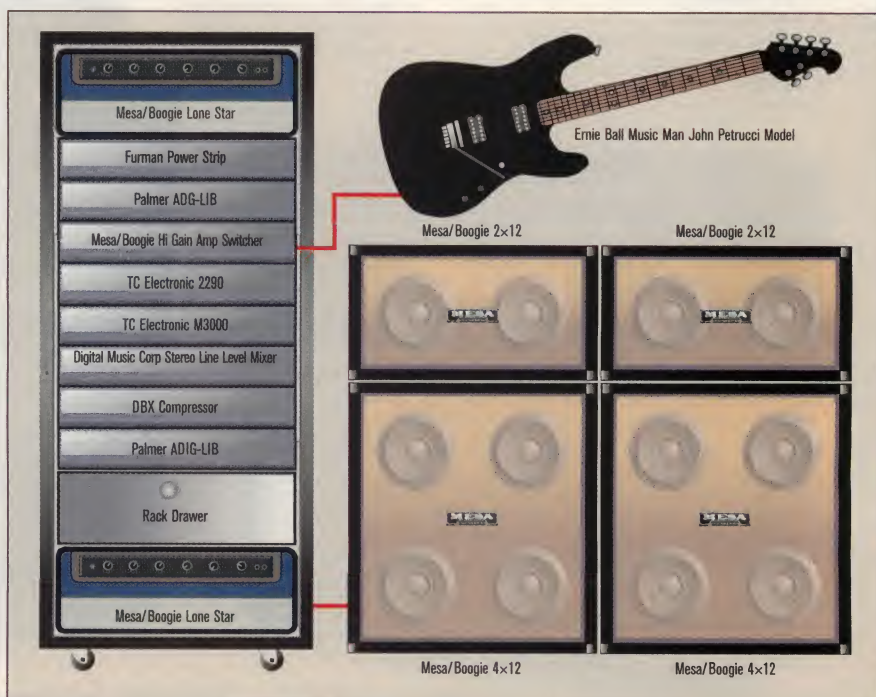 Mesa/Boogie Lone Star
Furman Power Strip
Palmer ADG-LIB
Mesa/Boogie Hi Gain Amp Switcher
TC Electronic 2290
TC Electronic M3000
Digital Music Corp Stereo Line Level Mixer
DBX Compressor
Palmer ADIG-LIB
Rack Drawer
Mesa/Boogie Lone Star
Ernie Ball Music Man John Petrucci Model
Mesa/Boogie 2×12
Mesa/Boogie 2×12
MESA
MESA
MESA
MESA
Mesa/Boogie 4×12
Mesa/Boogie 4×12